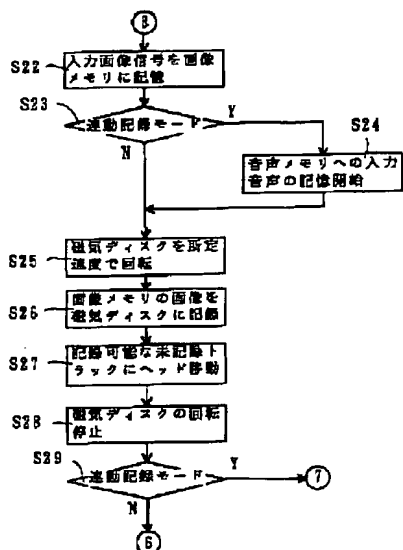 8
S22
入力画像信号を画像
メモリに記憶
S23
連動記録モード
Y
N
S24
音声メモリへの入力
音声の記憶開始
S25
磁気ディスクを所定
速度で回転
S26
画像メモリの画像を
磁気ディスクに記録
S27
記録可能な未記録ト
ラックにヘッド移動
S28
磁気ディスクの回転
停止
S29
連動記録モード
Y
7
N
6